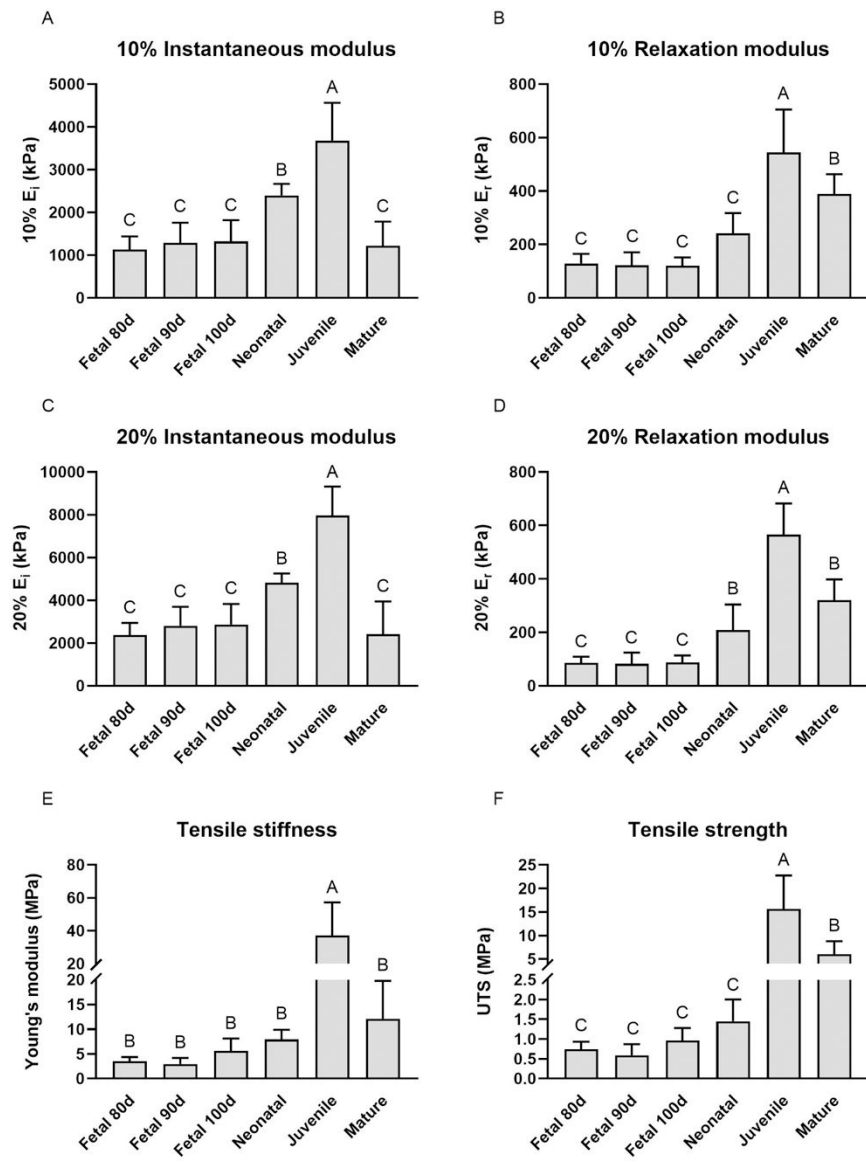 A
10% Instantaneous modulus
10% Ei (kPa)
5000
4000
3000
2000
1000
0
C
C
C
B
A
C
Fetal 80d
Fetal 90d
Fetal 100d
Neonatal
Juvenile
Mature
B
10% Relaxation modulus
10% Er (kPa)
800
600
400
200
0
C
C
C
C
A
B
Fetal 80d
Fetal 90d
Fetal 100d
Neonatal
Juvenile
Mature
C
20% Instantaneous modulus
20% Ei (kPa)
10000
8000
6000
4000
2000
0
C
C
C
B
A
C
Fetal 80d
Fetal 90d
Fetal 100d
Neonatal
Juvenile
Mature
D
20% Relaxation modulus
20% Er (kPa)
800
600
400
200
0
C
C
C
B
A
B
Fetal 80d
Fetal 90d
Fetal 100d
Neonatal
Juvenile
Mature
E
Tensile stiffness
Young's modulus (MPa)
80
60
40
20
20
15
10
5
0
B
B
B
B
A
B
Fetal 80d
Fetal 90d
Fetal 100d
Neonatal
Juvenile
Mature
F
Tensile strength
UTS (MPa)
25
20
15
10
5
2.5
2.0
1.5
1.0
0.5
0.0
C
C
C
C
A
B
Fetal 80d
Fetal 90d
Fetal 100d
Neonatal
Juvenile
Mature